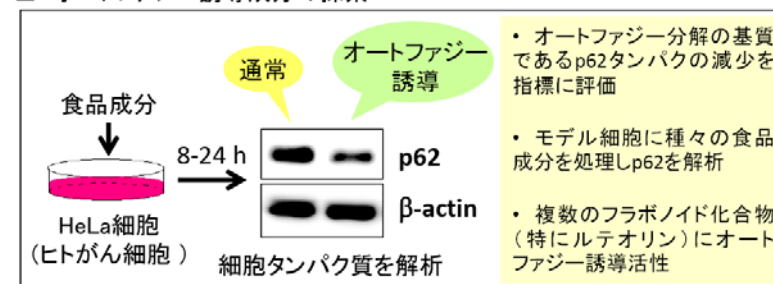 通常
オートファジー
誘導
食品成分
8-24 h
p62
β-actin
HeLa細胞
(ヒトがん細胞 )
細胞タンパク質を解析
• オートファジー分解の基質
であるp62タンパクの減少を
指標に評価
• モデル細胞に種々の食品
成分を処理しp62を解析
• 複数のフラボノイド化合物
(特にルテオリン)にオート
ファジー誘導活性